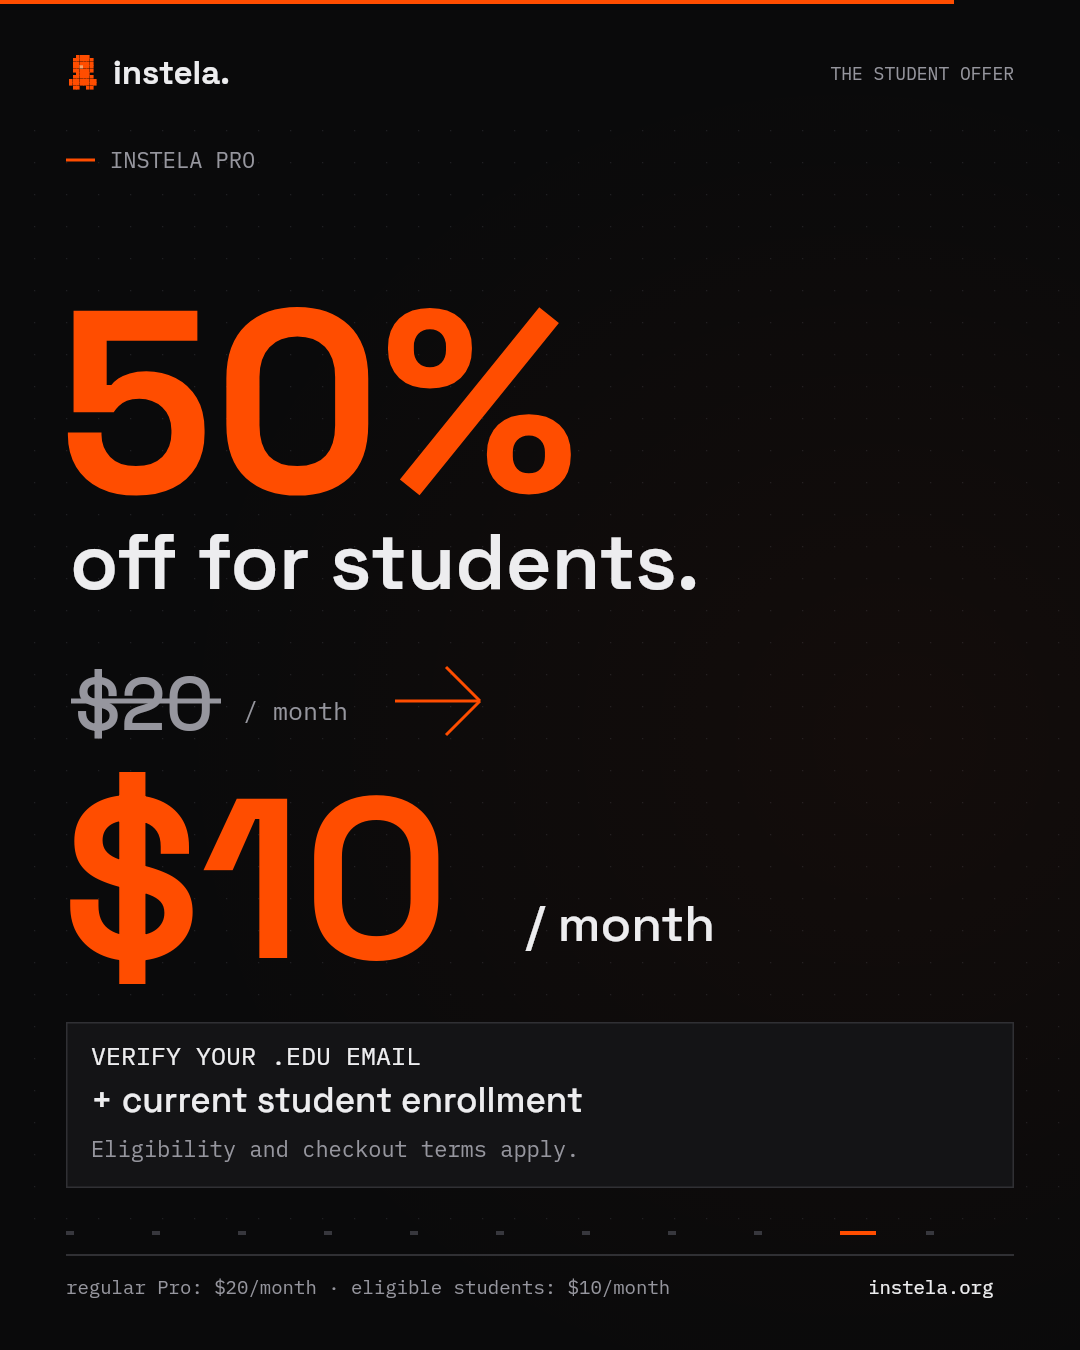 instela.
THE STUDENT OFFER
INSTELA PRO
50%
off for students.
$20 / month
$10 / month
VERIFY YOUR .EDU EMAIL
+ current student enrollment
Eligibility and checkout terms apply.
regular Pro: $20/month · eligible students: $10/month
instela.org